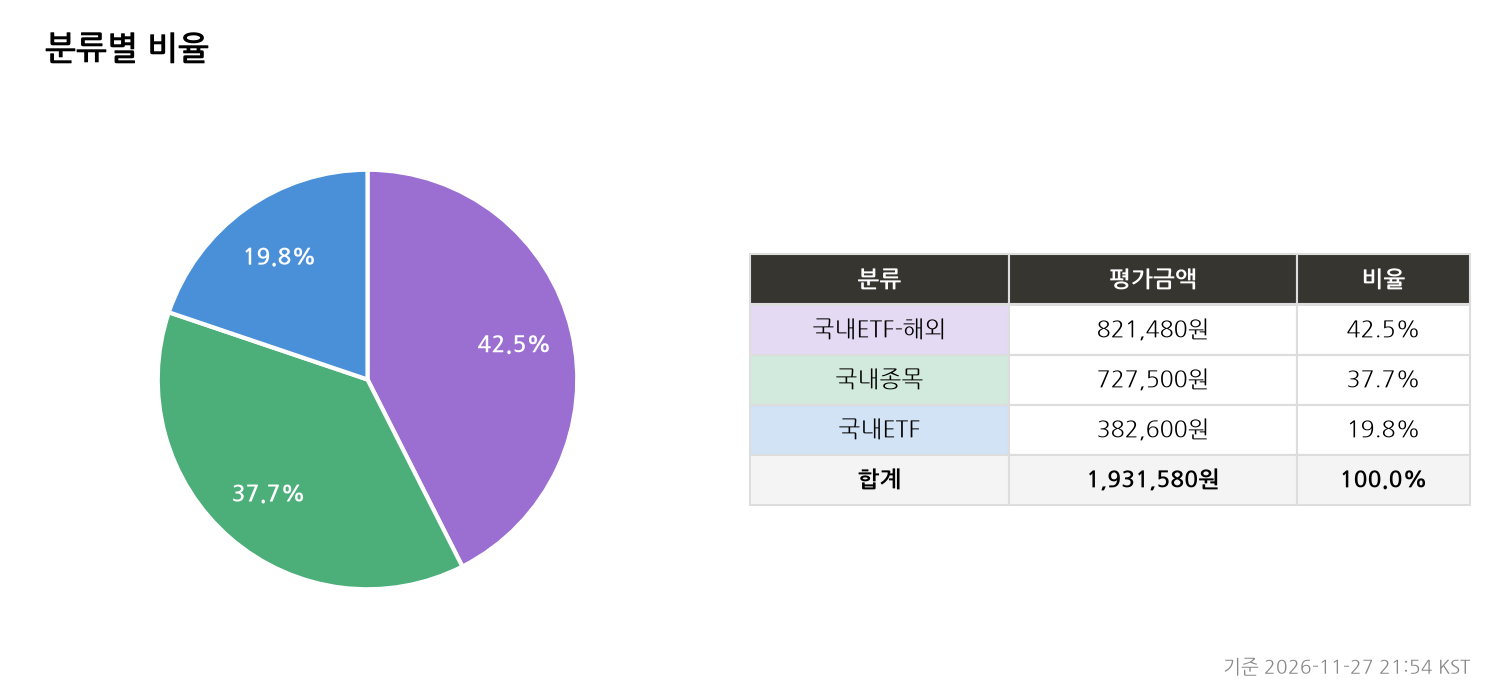 분류별 비율
19.8%
42.5%
37.7%
분류 평가금액 비율
국내ETF-해외 821,480원 42.5%
국내종목 727,500원 37.7%
국내ETF 382,600원 19.8%
합계 1,931,580원 100.0%
기준 2026-11-27 21:54 KST